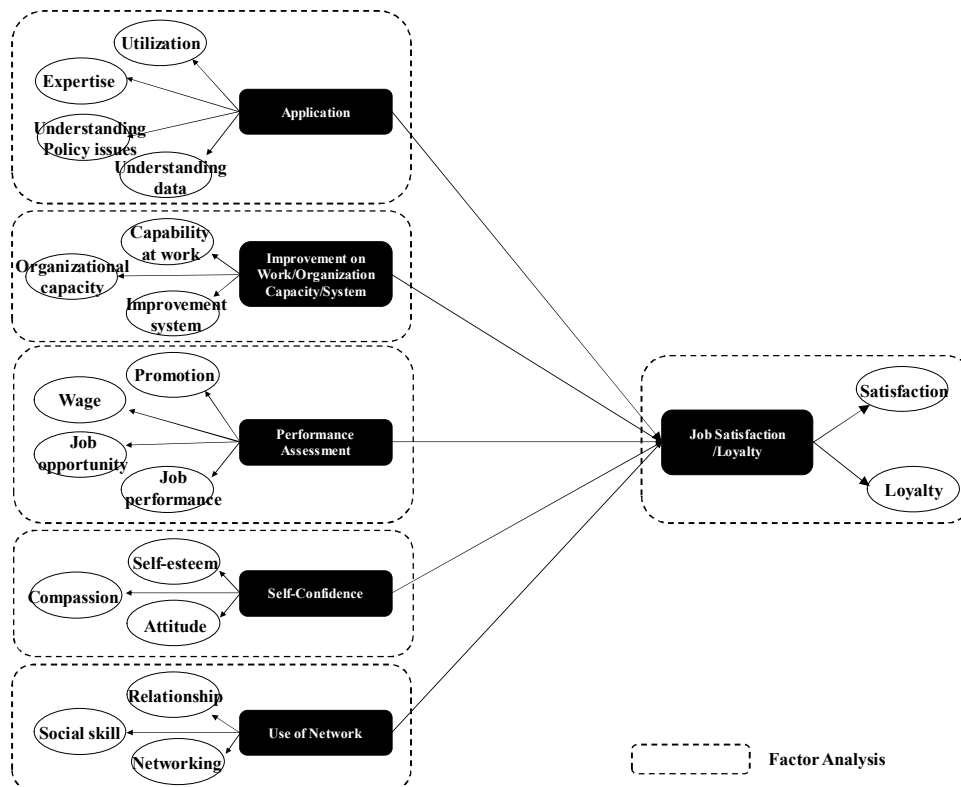 Utilization
Expertise
Understanding
Policy issues
Understanding
data
Application
Capability
at work
Organizational
capacity
Improvement
system
Improvement on
Work/Organization
Capacity/System
Promotion
Wage
Job
opportunity
Job
performance
Performance
Assessment
Self-esteem
Compassion
Attitude
Self-Confidence
Relationship
Social skill
Networking
Use of Network
Job Satisfaction
/Loyalty
Satisfaction
Loyalty
Factor Analysis